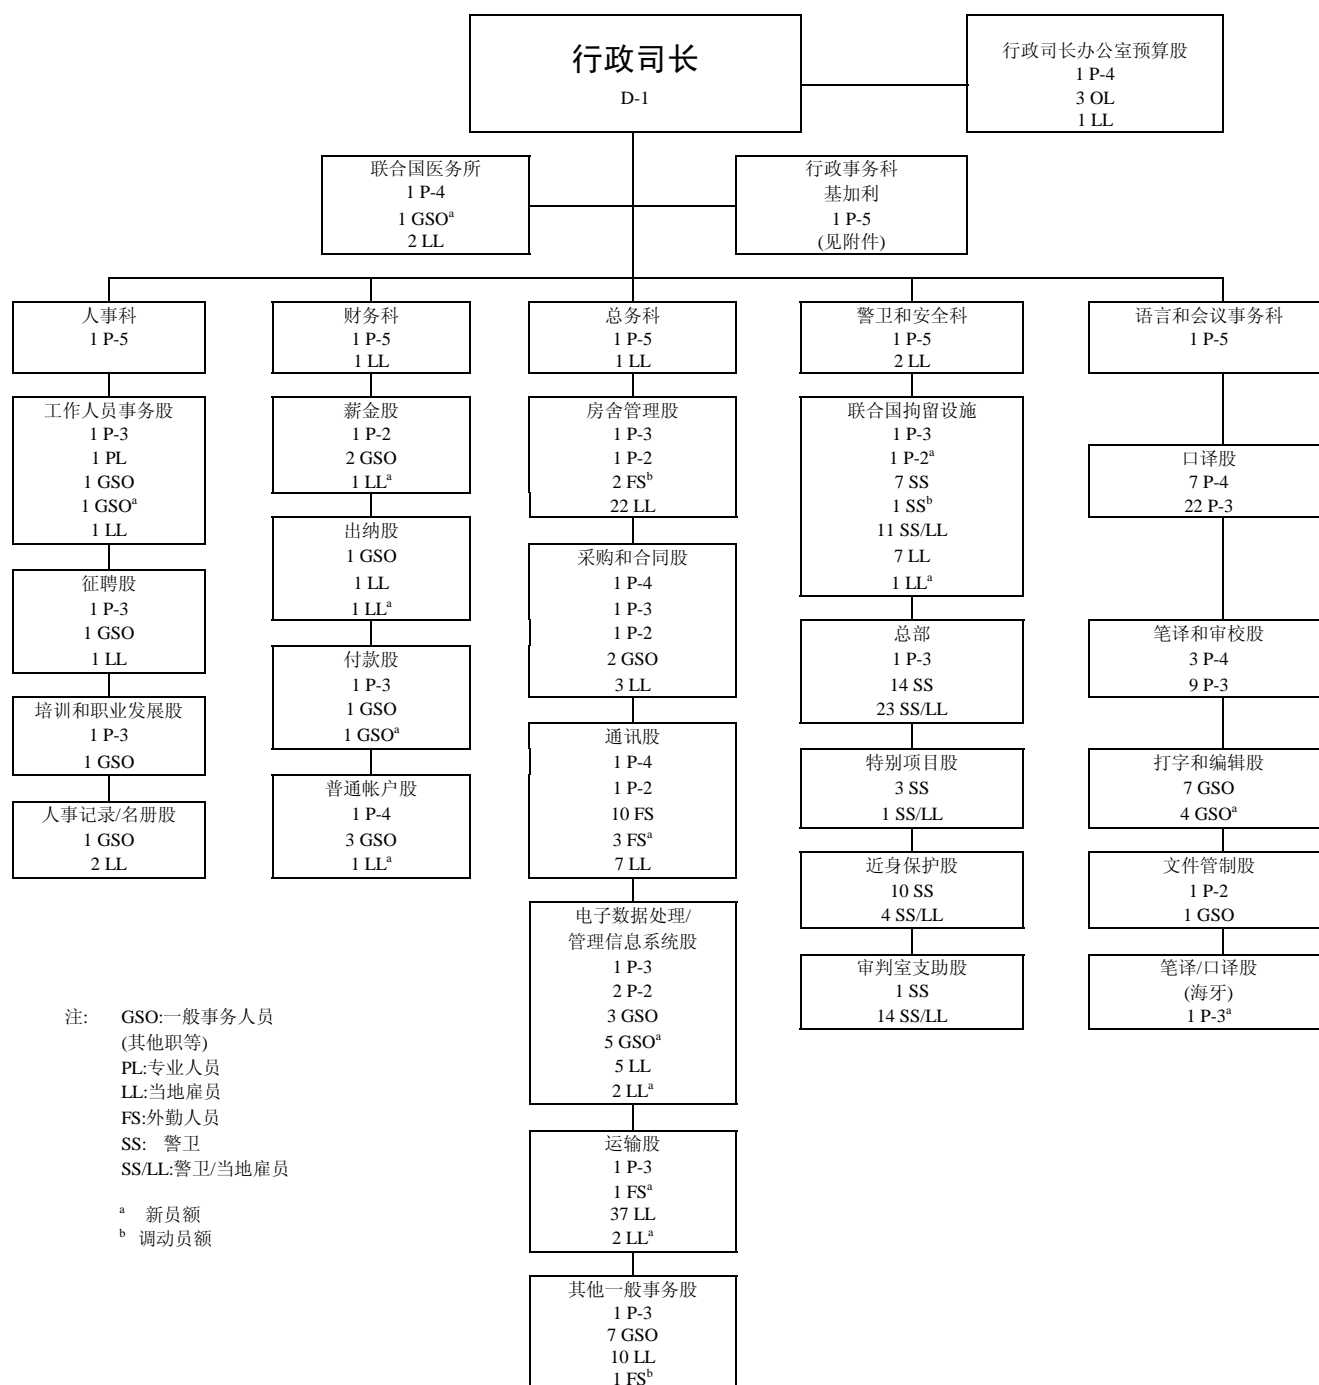 行政司长
D-1
行政司长办公室预算股
1 P-4
3 OL
1 LL
联合国医务所
1 P-4
1 GSOa
2 LL
行政事务科
基加利
1 P-5
(见附件)
人事科
1 P-5
财务科
1 P-5
1 LL
总务科
1 P-5
1 LL
警卫和安全科
1 P-5
2 LL
语言和会议事务科
1 P-5
工作人员事务股
1 P-3
1 PL
1 GSO
1 GSOa
1 LL
征聘股
1 P-3
1 GSO
1 LL
培训和职业发展股
1 P-3
1 GSO
人事记录/名册股
1 GSO
2 LL
薪金股
1 P-2
2 GSO
1 LLa
出纳股
1 GSO
1 LL
1 LLa
付款股
1 P-3
1 GSO
1 GSOa
普通帐户股
1 P-4
3 GSO
1 LLa
房舍管理股
1 P-3
1 P-2
2 FSb
22 LL
采购和合同股
1 P-4
1 P-3
1 P-2
2 GSO
3 LL
通讯股
1 P-4
1 P-2
10 FS
3 FSa
7 LL
电子数据处理/
管理信息系统股
1 P-3
2 P-2
3 GSO
5 GSOa
5 LL
2 LLa
运输股
1 P-3
1 FSa
37 LL
2 LLa
其他一般事务股
1 P-3
7 GSO
10 LL
1 FSb
联合国拘留设施
1 P-3
1 P-2a
7 SS
1 SSb
11 SS/LL
7 LL
1 LLa
总部
1 P-3
14 SS
23 SS/LL
特别项目股
3 SS
1 SS/LL
近身保护股
10 SS
4 SS/LL
审判室支助股
1 SS
14 SS/LL
口译股
7 P-4
22 P-3
笔译和审校股
3 P-4
9 P-3
打字和编辑股
7 GSO
4 GSOa
文件管制股
1 P-2
1 GSO
笔译/口译股
(海牙)
1 P-3a
注: GSO:一般事务人员
(其他职等)
PL:专业人员
LL:当地雇员
FS:外勤人员
SS: 警卫
SS/LL:警卫/当地雇员
a 新员额
b 调动员额